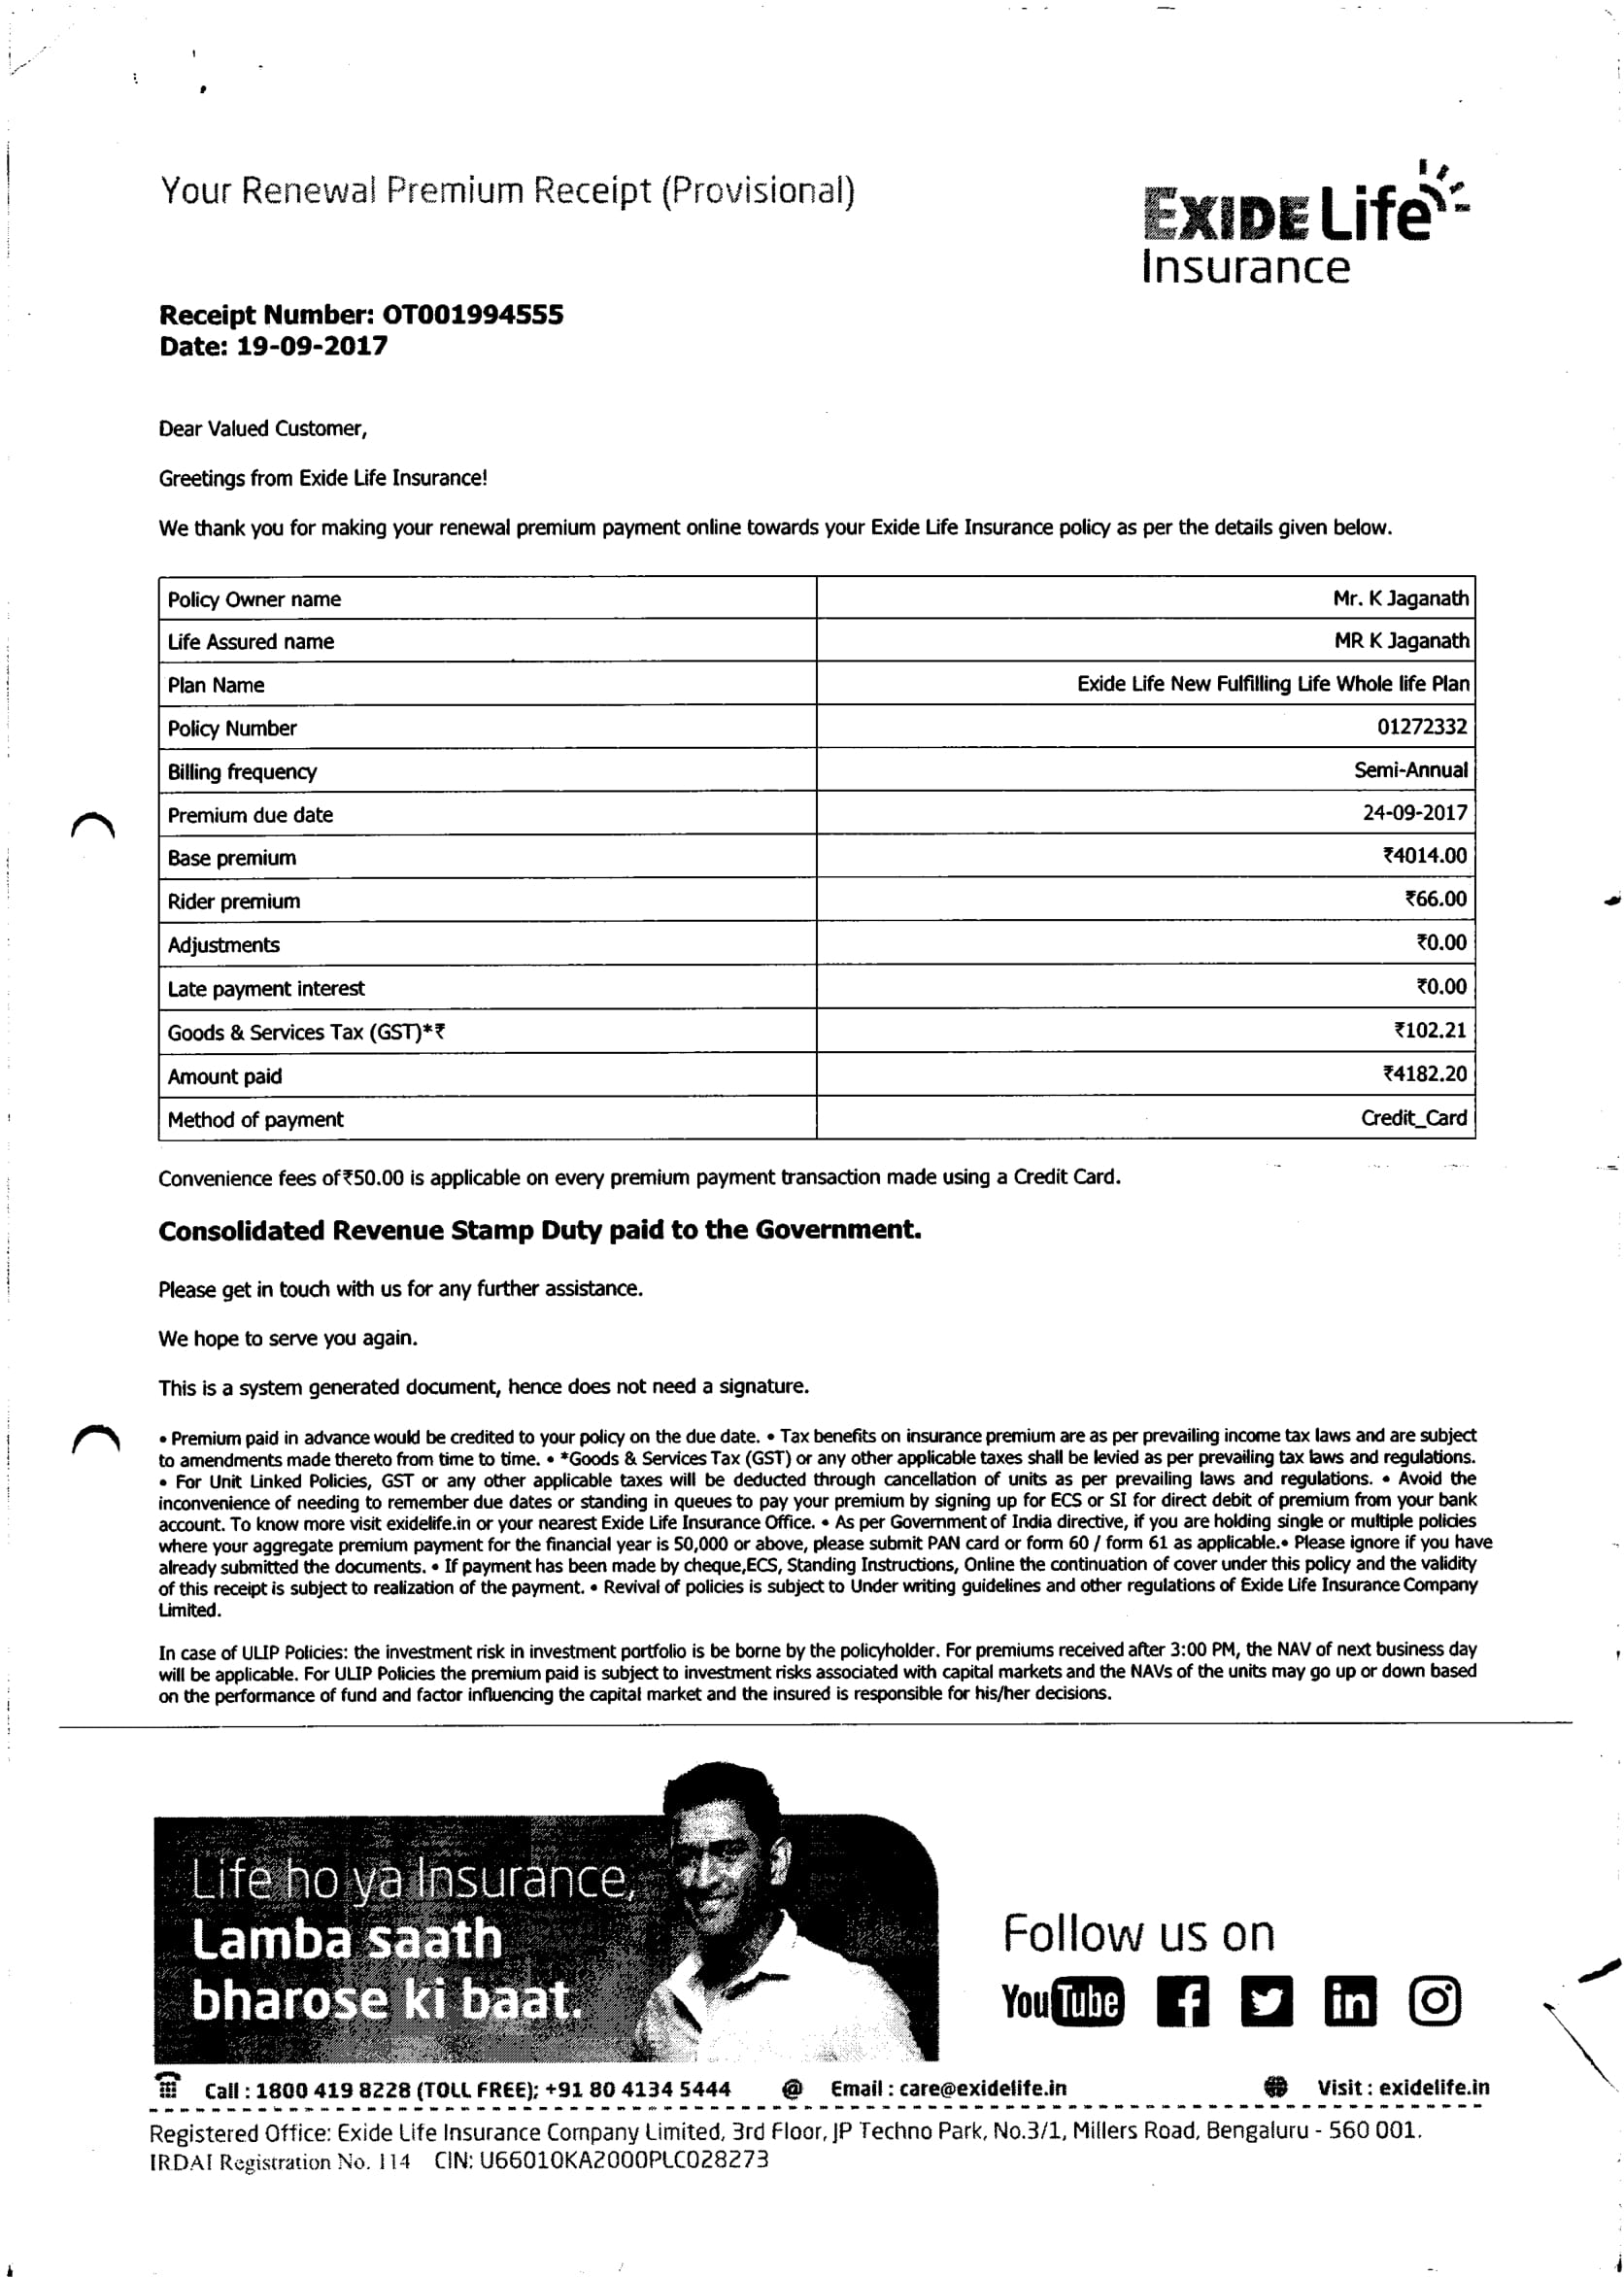 Your Renewal Premium Receipt (Provisional)
EXIDE Life
Insurance
Receipt Number: OT001994555
Date: 19-09-2017
Dear Valued Customer,
Greetings from Exide Life Insurance!
We thank you for making your renewal premium payment online towards your Exide Life Insurance policy as per the details given below.
Policy Owner name Mr. K Jaganath
Life Assured name MR K Jaganath
Plan Name Exide Life New Fulfilling Life Whole life Plan
Policy Number 01272332
Billing frequency Semi-Annual
Premium due date 24-09-2017
Base premium ₹4014.00
Rider premium ₹66.00
Adjustments ₹0.00
Late payment interest ₹0.00
Goods & Services Tax (GST)*₹ ₹102.21
Amount paid ₹4182.20
Method of payment Credit_Card
Convenience fees of₹50.00 is applicable on every premium payment transaction made using a Credit Card.
Consolidated Revenue Stamp Duty paid to the Government.
Please get in touch with us for any further assistance.
We hope to serve you again.
This is a system generated document, hence does not need a signature.
• Premium paid in advance would be credited to your policy on the due date. • Tax benefits on insurance premium are as per prevailing income tax laws and are subject
to amendments made thereto from time to time. • *Goods & Services Tax (GST) or any other applicable taxes shall be levied as per prevailing tax laws and regulations.
• For Unit Linked Policies, GST or any other applicable taxes will be deducted through cancellation of units as per prevailing laws and regulations. • Avoid the
inconvenience of needing to remember due dates or standing in queues to pay your premium by signing up for ECS or SI for direct debit of premium from your bank
account. To know more visit exidelife.in or your nearest Exide Life Insurance Office. • As per Government of India directive, if you are holding single or multiple policies
where your aggregate premium payment for the financial year is 50,000 or above, please submit PAN card or form 60 / form 61 as applicable.• Please ignore if you have
already submitted the documents. • If payment has been made by cheque,ECS, Standing Instructions, Online the continuation of cover under this policy and the validity
of this receipt is subject to realization of the payment. • Revival of policies is subject to Under writing guidelines and other regulations of Exide Life Insurance Company
Limited.
In case of ULIP Policies: the investment risk in investment portfolio is be borne by the policyholder. For premiums received after 3:00 PM, the NAV of next business day
will be applicable. For ULIP Policies the premium paid is subject to investment risks associated with capital markets and the NAVs of the units may go up or down based
on the performance of fund and factor influencing the capital market and the insured is responsible for his/her decisions.
Life ho ya Insurance,
Lamba saath
bharose ki baat.
Follow us on
YouTube f in
Call : 1800 419 8228 (TOLL FREE); +91 80 4134 5444 @ Email : care@exidelife.in Visit : exidelife.in
Registered Office: Exide Life Insurance Company Limited, 3rd Floor, JP Techno Park, No.3/1, Millers Road, Bengaluru - 560 001.
IRDAI Registration No. 114 CIN: U66010KA2000PLC028273